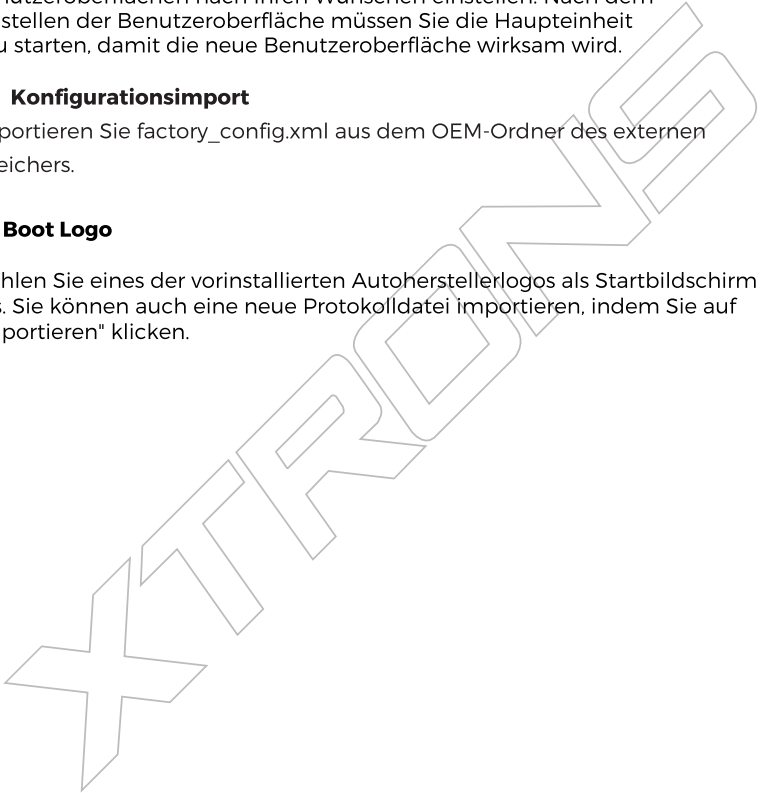 nutzeroberflächen nach Ihren Wünschen einstellen. Nach dem
stellen der Benutzeroberfläche müssen Sie die Haupteinheit
u starten, damit die neue Benutzeroberfläche wirksam wird.
Konfigurationsimport
portieren Sie factory_config.xml aus dem OEM-Ordner des externen
eichers.
Boot Logo
hlen Sie eines der vorinstallierten Autoherstellerlogos als Startbildschirm
s. Sie können auch eine neue Protokolldatei importieren, indem Sie auf
portieren" klicken.
XTRONS